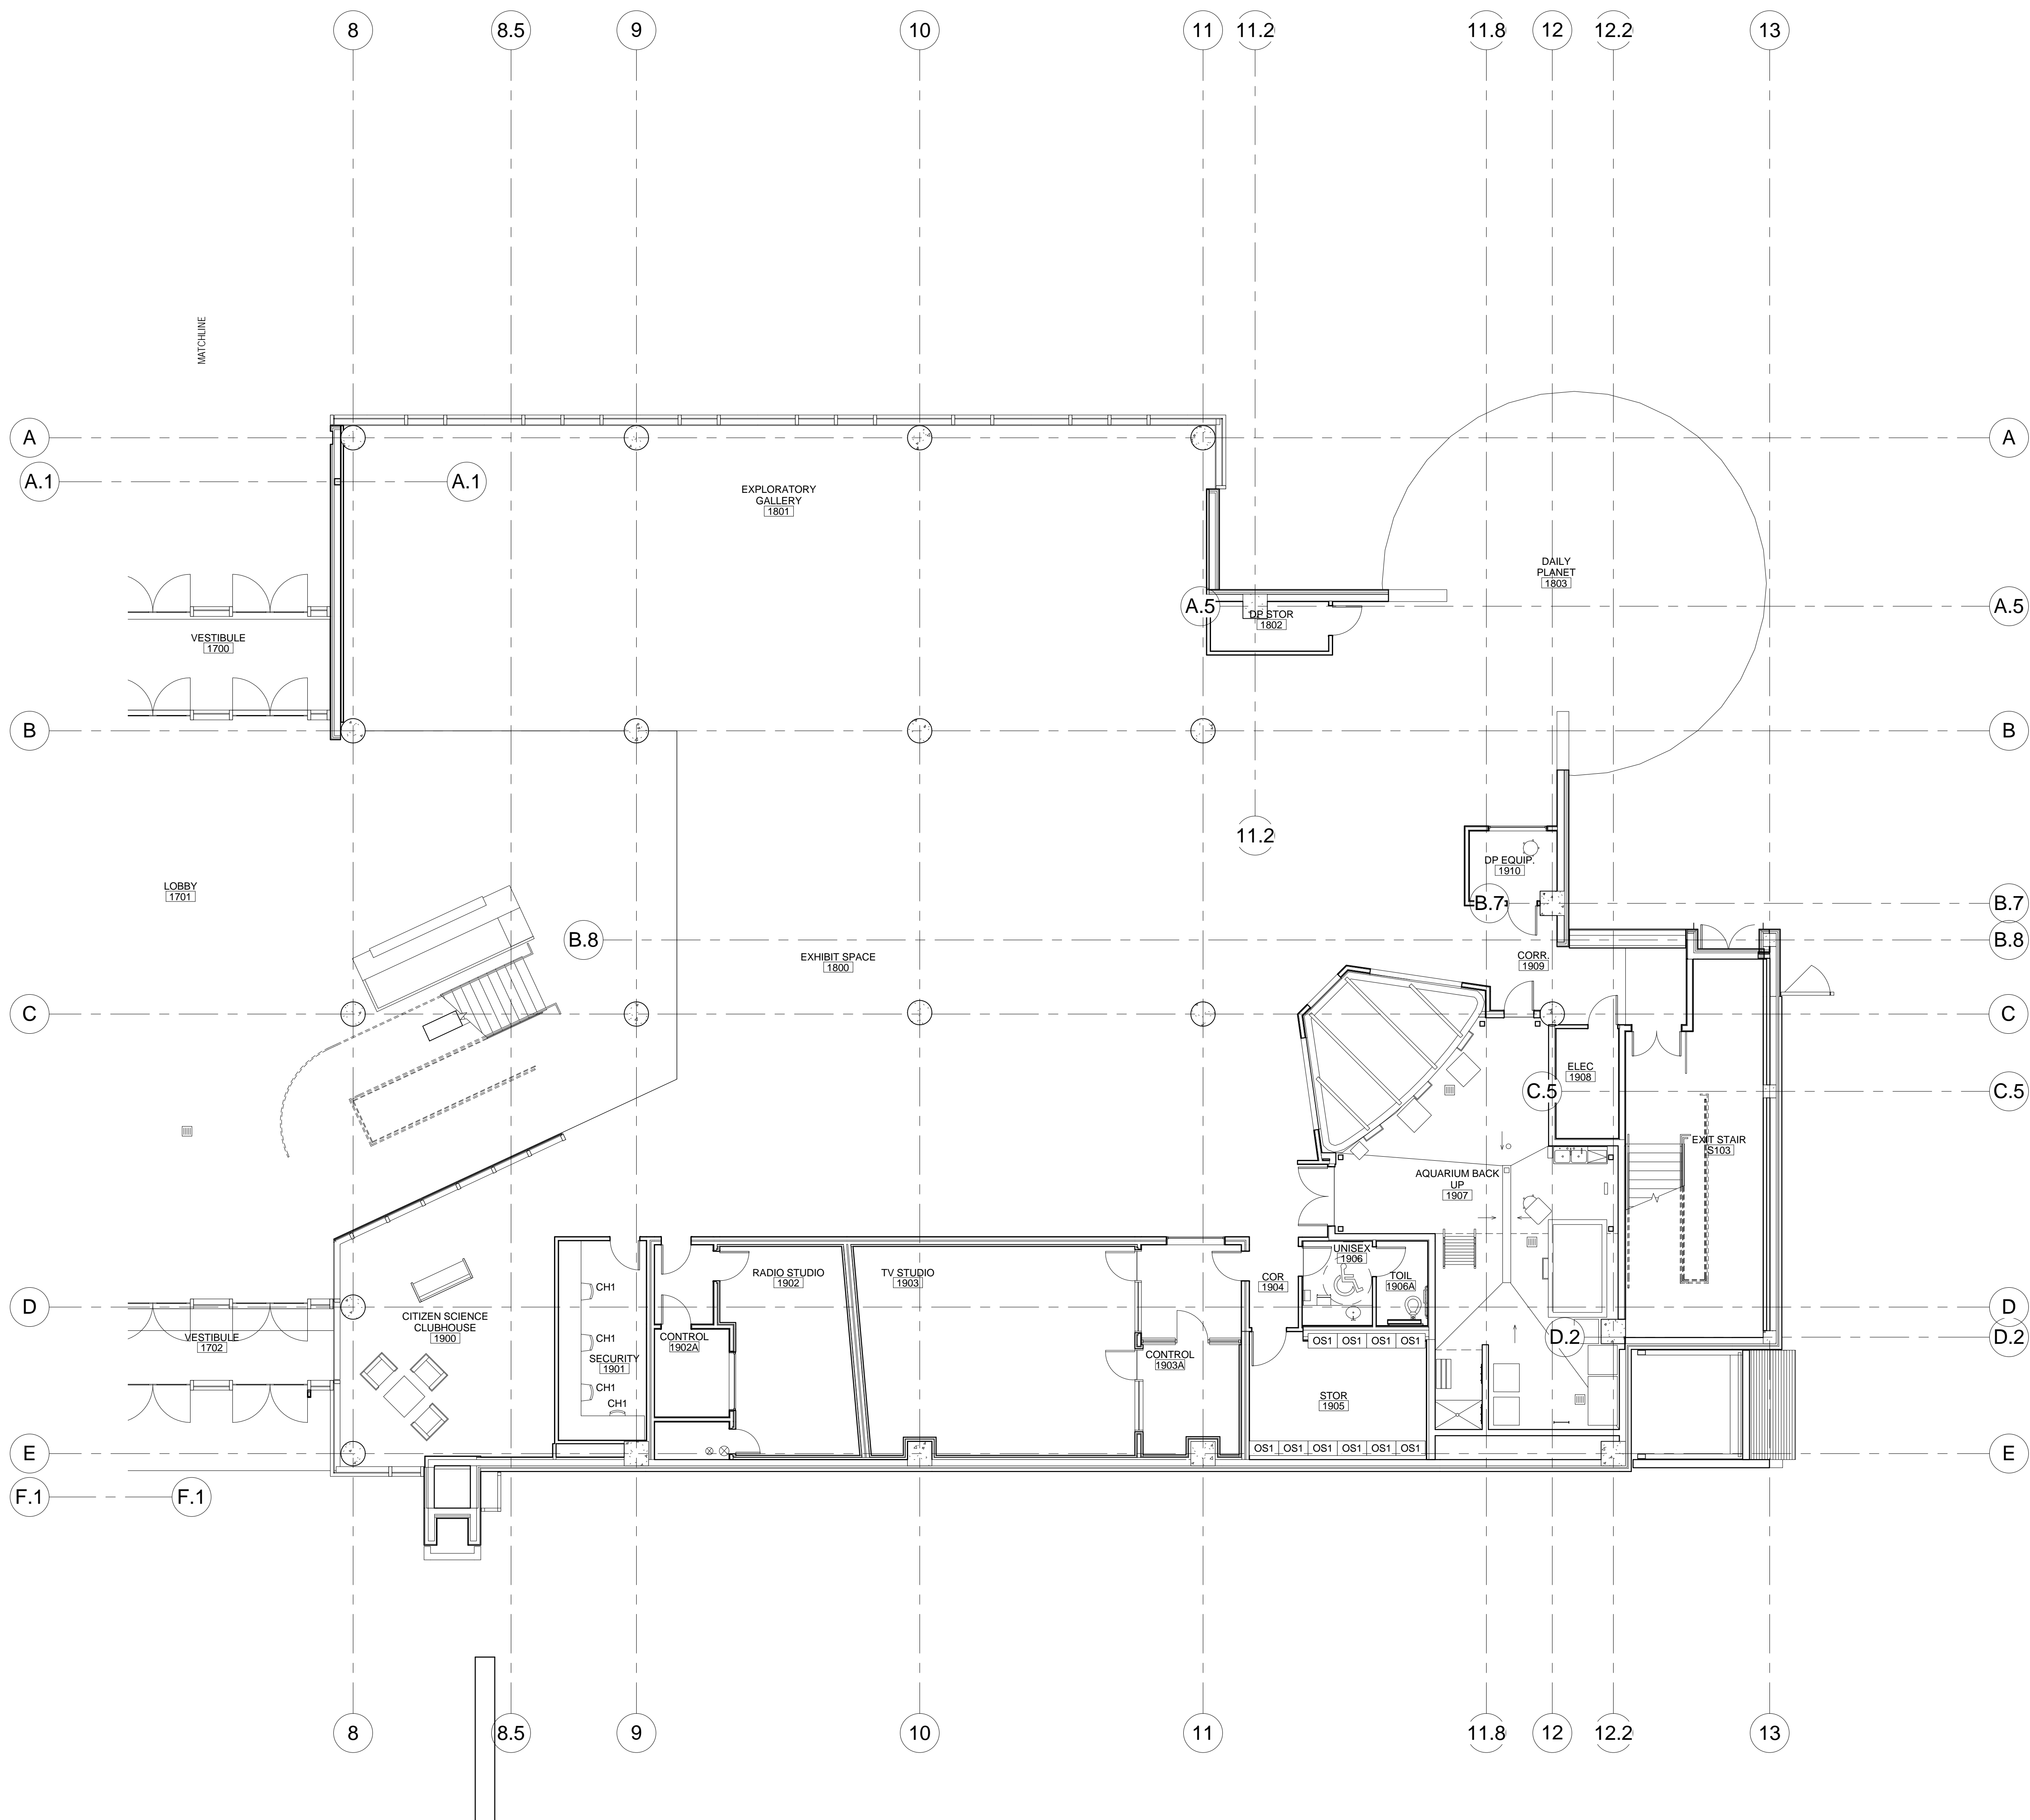 8 8.5 9 10 11 11.2 11.8 12 12.2 13
MATCHLINE
A A
A.1 A.1
EXPLORATORY
GALLERY
1801
DAILY
PLANET
1803
A.5 A.5
DP STOR
1802
VESTIBULE
1700
B B
11.2
DP EQUIP.
1910
LOBBY
1701
B.7 B.7
B.8 B.8
EXHIBIT SPACE
1800
CORR.
1909
C C
ELEC
1908
C.5 C.5
EXIT STAIR
S103
AQUARIUM BACK
UP
1907
UNISEX
1906
RADIO STUDIO
1902
TV STUDIO
1903
COR
1904
TOIL
1906A
CH1
D D
CITIZEN SCIENCE
CLUBHOUSE
1900
VESTIBULE
1702
CH1
CONTROL
1902A
D.2 D.2
OS1 OS1 OS1 OS1
SECURITY
1901
CONTROL
1903A
CH1
CH1
STOR
1905
OS1 OS1 OS1 OS1 OS1 OS1
E E
F.1 F.1
8 8.5 9 10 11 11.8 12 12.2 13